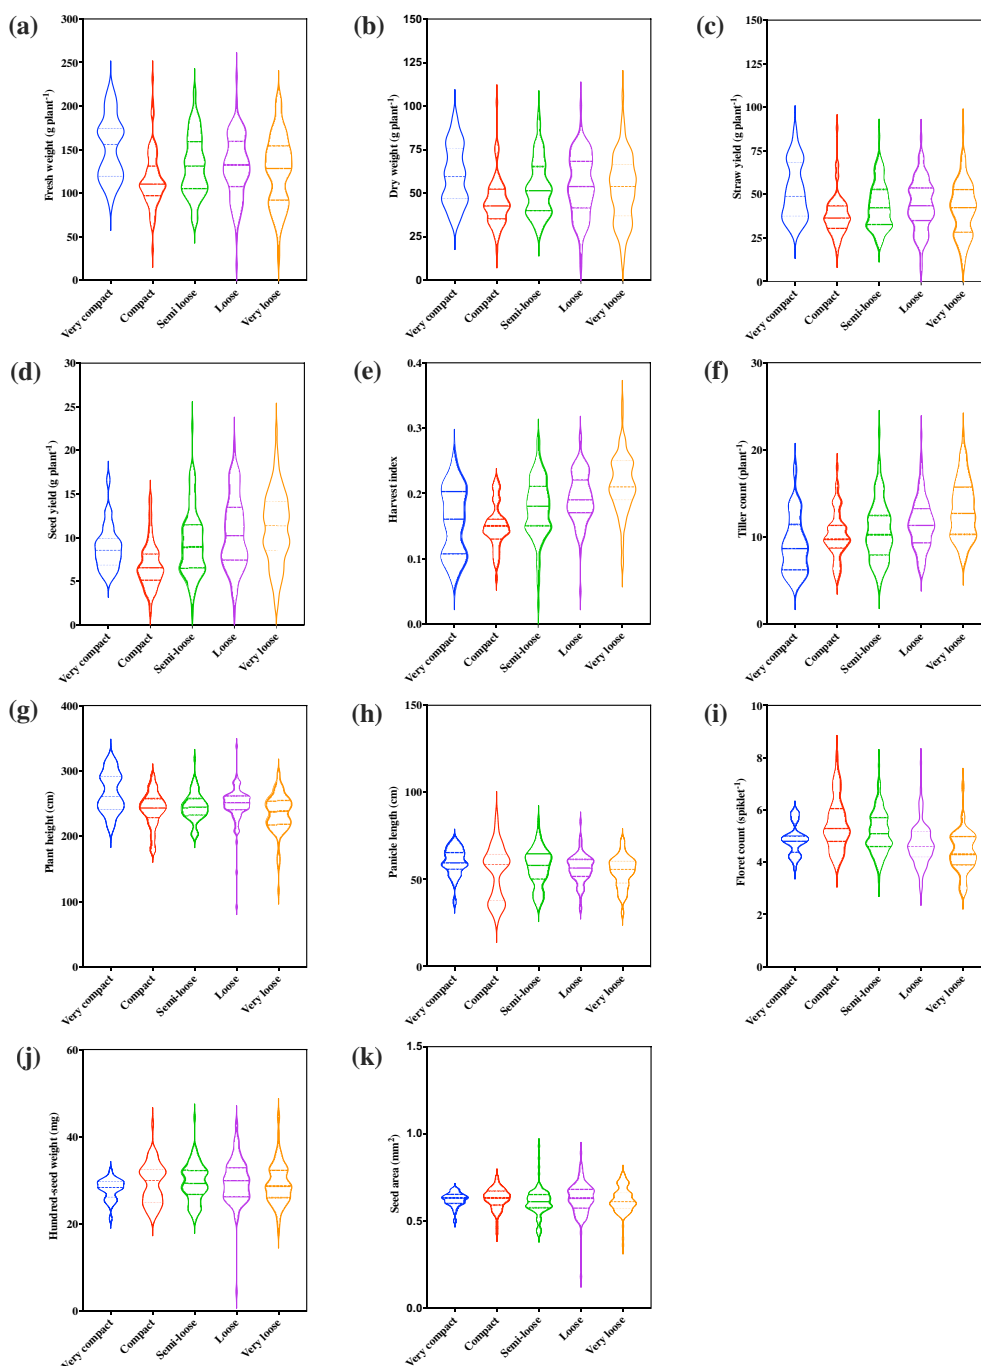 (a)
Fresh weight (g plant⁻¹)
300
250
200
150
100
50
0
Very compact
Compact
Semi loose
Loose
Very loose
(b)
Dry weight (g plant⁻¹)
150
100
75
50
25
0
Very compact
Compact
Semi-loose
Loose
Very loose
(c)
Straw yield (g plant⁻¹)
150
100
75
50
25
0
Very compact
Compact
Semi-loose
Loose
Very loose
(d)
Seed yield (g plant⁻¹)
30
25
20
15
10
5
0
Very compact
Compact
Semi-loose
Loose
Very loose
(e)
Harvest index
0.4
0.3
0.2
0.1
0.0
Very compact
Compact
Semi-loose
Loose
Very loose
(f)
Tiller count (plant⁻¹)
30
20
10
0
Very compact
Compact
Semi-loose
Loose
Very loose
(g)
Plant height (cm)
400
300
200
100
0
Very compact
Compact
Semi-loose
Loose
Very loose
(h)
Panicle length (cm)
150
100
50
0
Very compact
Compact
Semi-loose
Loose
Very loose
(i)
Floret count (spiklet⁻¹)
10
8
6
4
2
0
Very compact
Compact
Semi-loose
Loose
Very loose
(j)
Hundred-seed weight (mg)
60
40
20
0
Very compact
Compact
Semi-loose
Loose
Very loose
(k)
Seed area (mm²)
1.5
1.0
0.5
0.0
Very compact
Compact
Semi-loose
Loose
Very loose